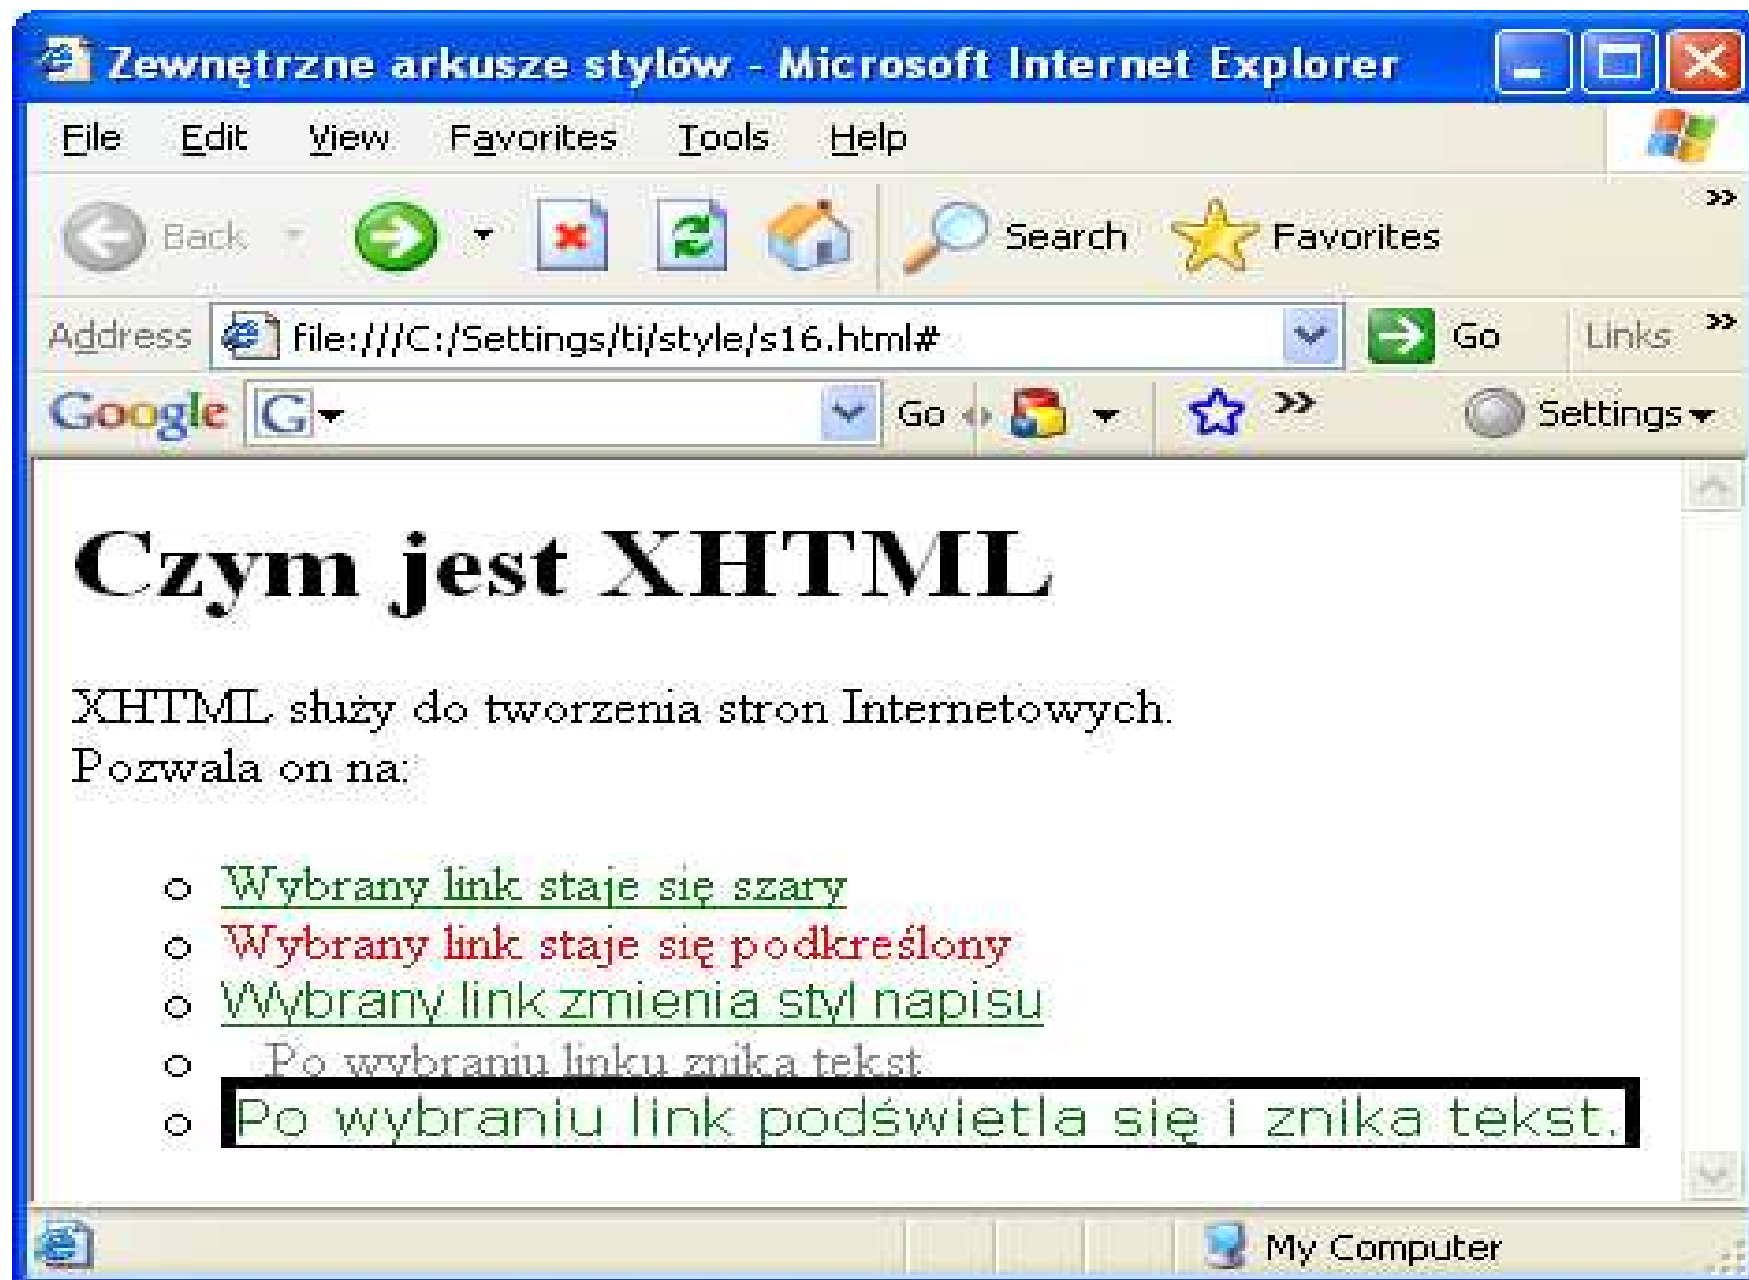 Zewnętrzne arkusze stylów - Microsoft Internet Explorer
File Edit View Favorites Tools Help
Back Search Favorites
Address file:///C:/Settings/ti/style/s16.html# Go Links
Google G Go Settings
Czym jest XHTML
XHTML służy do tworzenia stron Internetowych.
Pozwala on na:
Wybrany link staje się szary
Wybrany link staje się podkreślony
Wybrany link zmienia styl napisu
Po wybraniu linku znika tekst
Po wybraniu link podświetla się i znika tekst.
My Computer